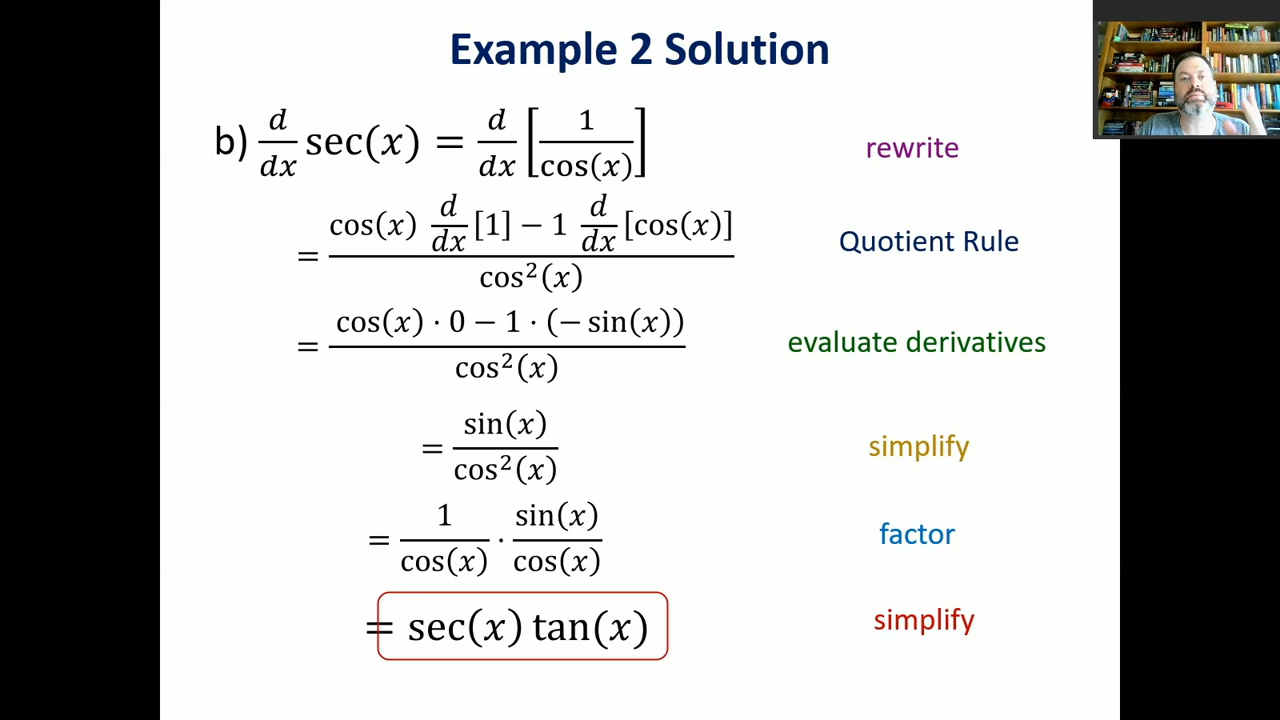 Example 2 Solution
b) d/dx sec(x) = d/dx [1/cos(x)] rewrite
= (cos(x) d/dx [1] − 1 d/dx [cos(x)])/cos²(x) Quotient Rule
= (cos(x) · 0 − 1 · (− sin(x)))/cos²(x) evaluate derivatives
= sin(x)/cos²(x) simplify
= 1/cos(x) · sin(x)/cos(x) factor
= sec(x) tan(x) simplify